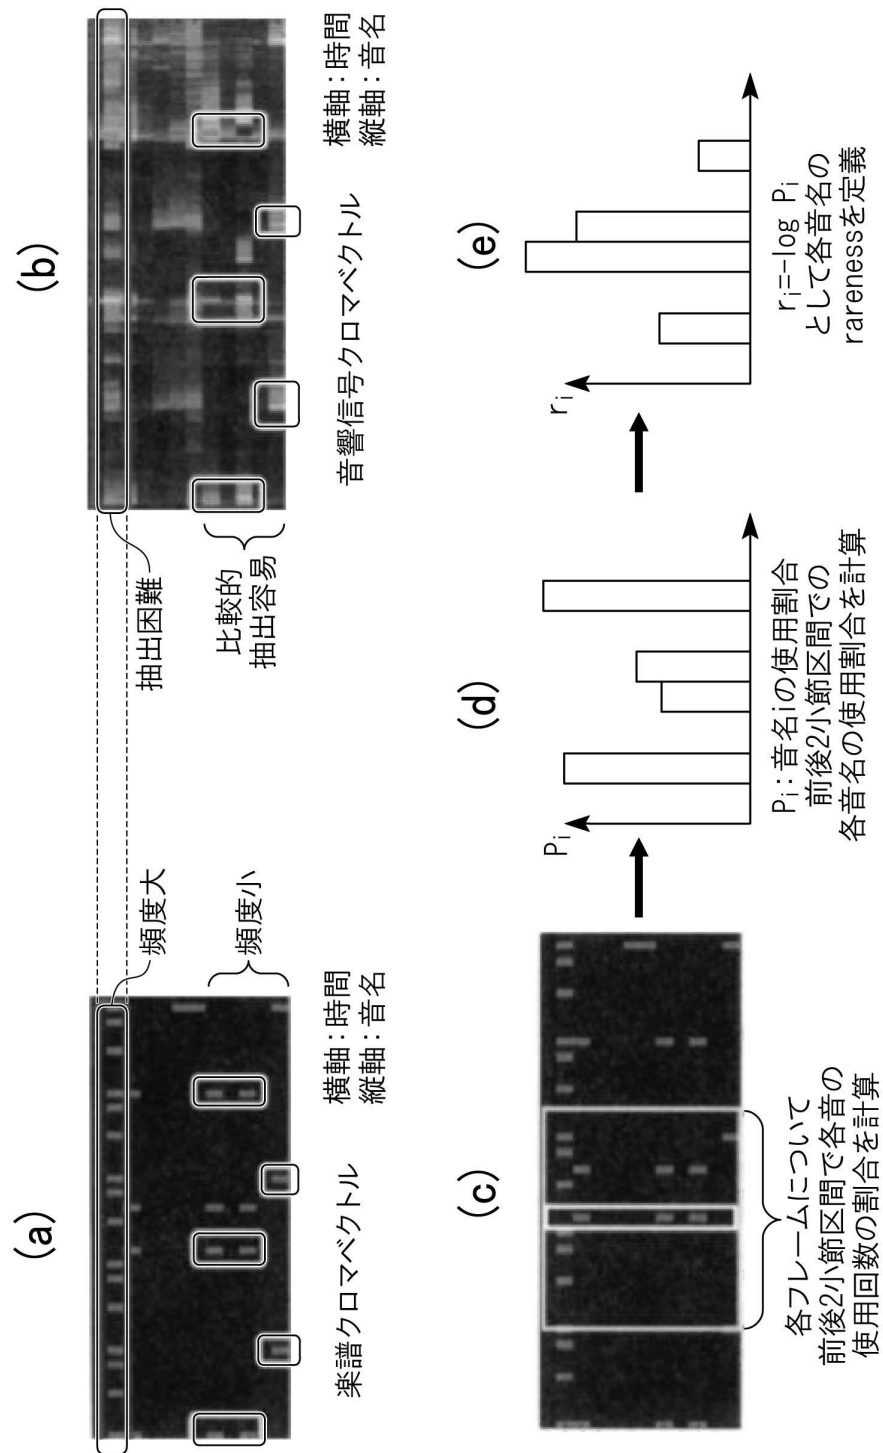 (a)
頻度大
頻度小
楽譜クロマベクトル
横軸：時間
縦軸：音名
(b)
抽出困難
比較的
抽出容易
音響信号クロマベクトル
横軸：時間
縦軸：音名
(c)
各フレームについて
前後2小節区間で各音の
使用回数の割合を計算
(d)
Pi
Pi：音名iの使用割合
前後2小節区間での
各音名の使用割合を計算
(e)
ri
ri=-log Pi
として各音名の
rarenessを定義